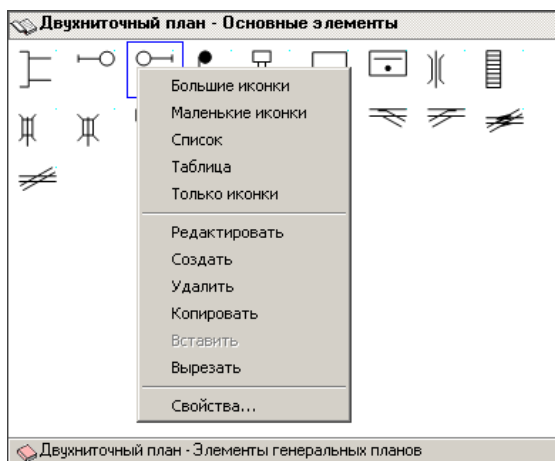 Двухниточный план - Основные элементы
Большие иконки
Маленькие иконки
Список
Таблица
Только иконки
Редактировать
Создать
Удалить
Копировать
Вставить
Вырезать
Свойства...
Двухниточный план - Элементы генеральных планов